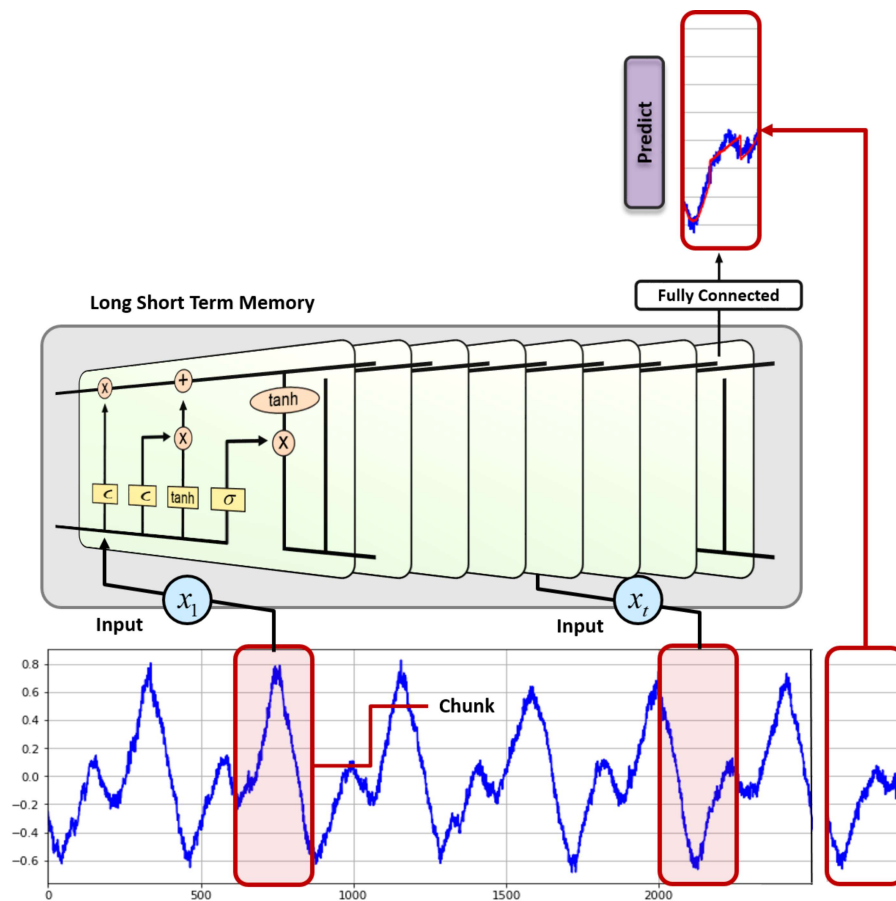 Predict
Fully Connected
Long Short Term Memory
x +
tanh
x x
c c tanh σ
x1 xt
Input Input
0.8
0.6
0.4 Chunk
0.2
0.0
−0.2
−0.4
−0.6
0 500 1000 1500 2000